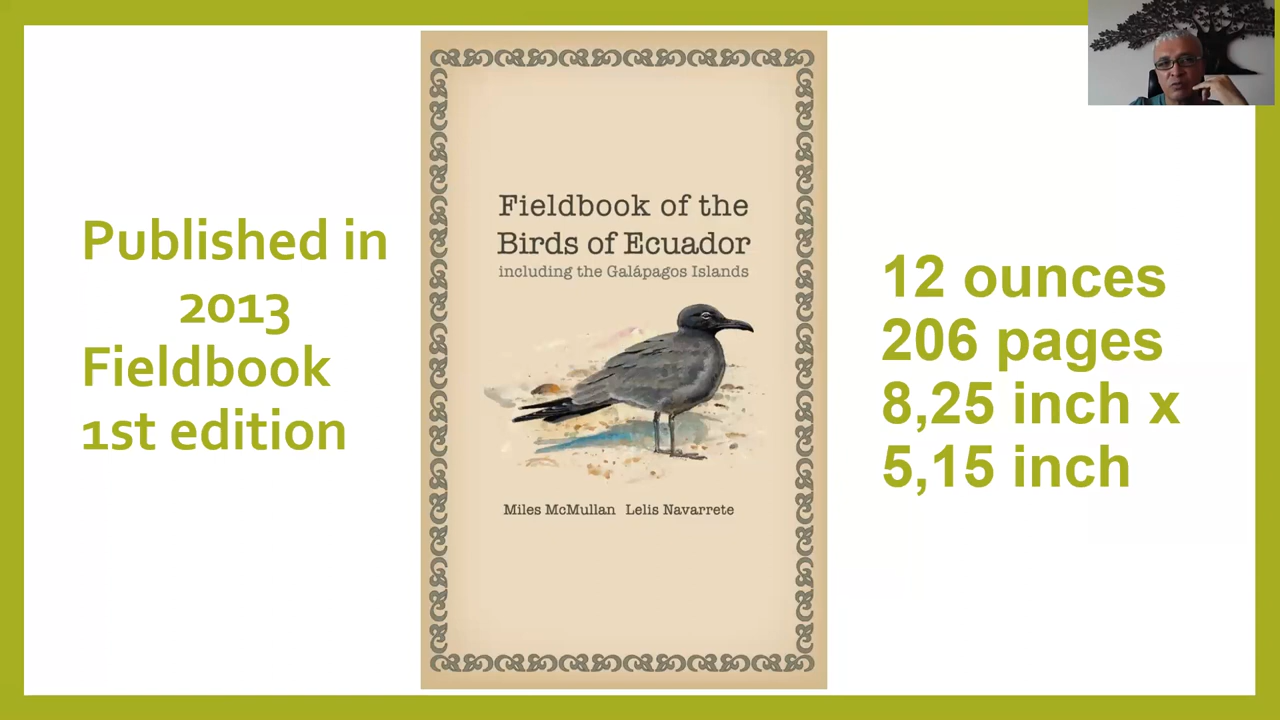 Published in
2013
Fieldbook
1st edition
Fieldbook of the
Birds of Ecuador
including the Galápagos Islands
Miles McMullan Lelis Navarrete
12 ounces
206 pages
8,25 inch x
5,15 inch